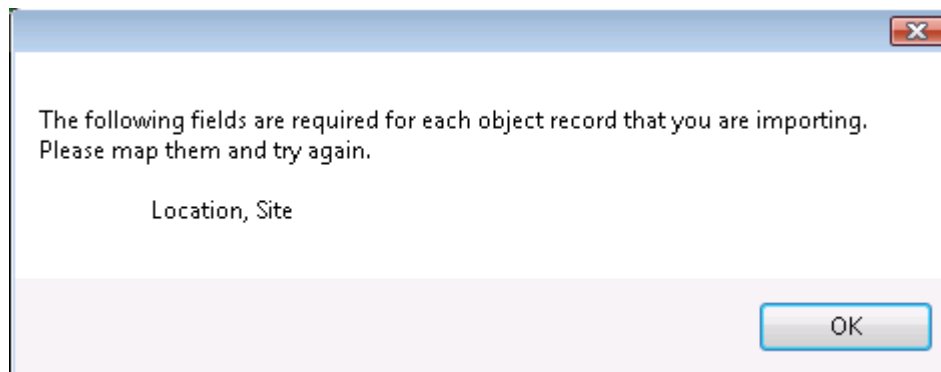 The following fields are required for each object record that you are importing.
Please map them and try again.
Location, Site
OK